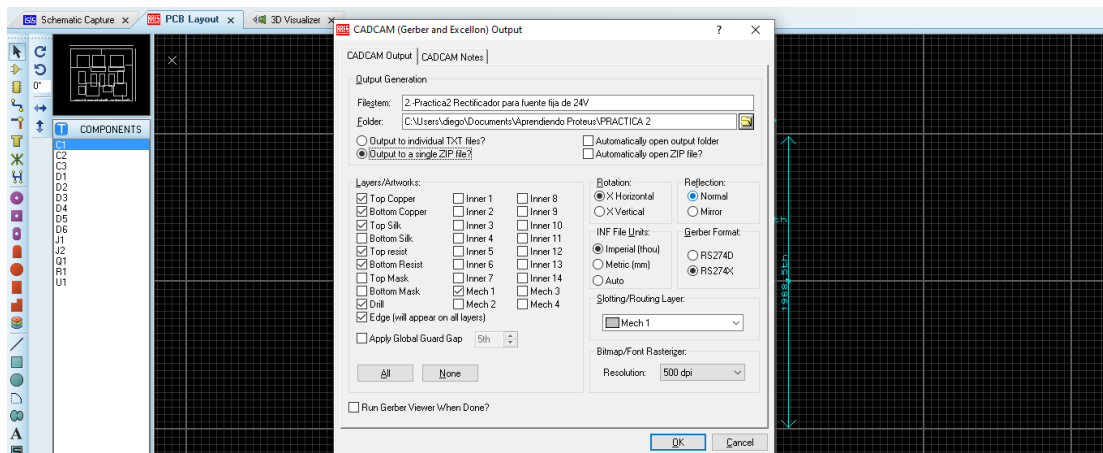 ISIS Schematic Capture ×
ARES PCB Layout ×
3D Visualizer ×
0°
T COMPONENTS
C1
C2
C3
D1
D2
D3
D4
D5
D6
J1
J2
Q1
R1
U1
A
ARES CADCAM (Gerber and Excellon) Output ? ×
CADCAM Output CADCAM Notes
Output Generation
Filestem: 2.-Practica2 Rectificador para fuente fija de 24V
Folder: C:\Users\diego\Documents\Aprendiendo Proteus\PRACTICA 2
Output to individual TXT files? Automatically open output folder
Output to a single ZIP file? Automatically open ZIP file?
Layers/Artworks:
Top Copper Inner 1 Inner 8
Bottom Copper Inner 2 Inner 9
Top Silk Inner 3 Inner 10
Bottom Silk Inner 4 Inner 11
Top resist Inner 5 Inner 12
Bottom Resist Inner 6 Inner 13
Top Mask Inner 7 Inner 14
Bottom Mask Mech 1 Mech 3
Drill Mech 2 Mech 4
Edge (will appear on all layers)
Apply Global Guard Gap 5th
All None
Rotation:
X Horizontal
X Vertical
Reflection:
Normal
Mirror
INF File Units:
Imperial (thou)
Metric (mm)
Auto
Gerber Format:
RS274D
RS274X
Slotting/Routing Layer:
Mech 1
Bitmap/Font Rasterizer:
Resolution: 500 dpi
Run Gerber Viewer When Done?
OK Cancel
1968.5th